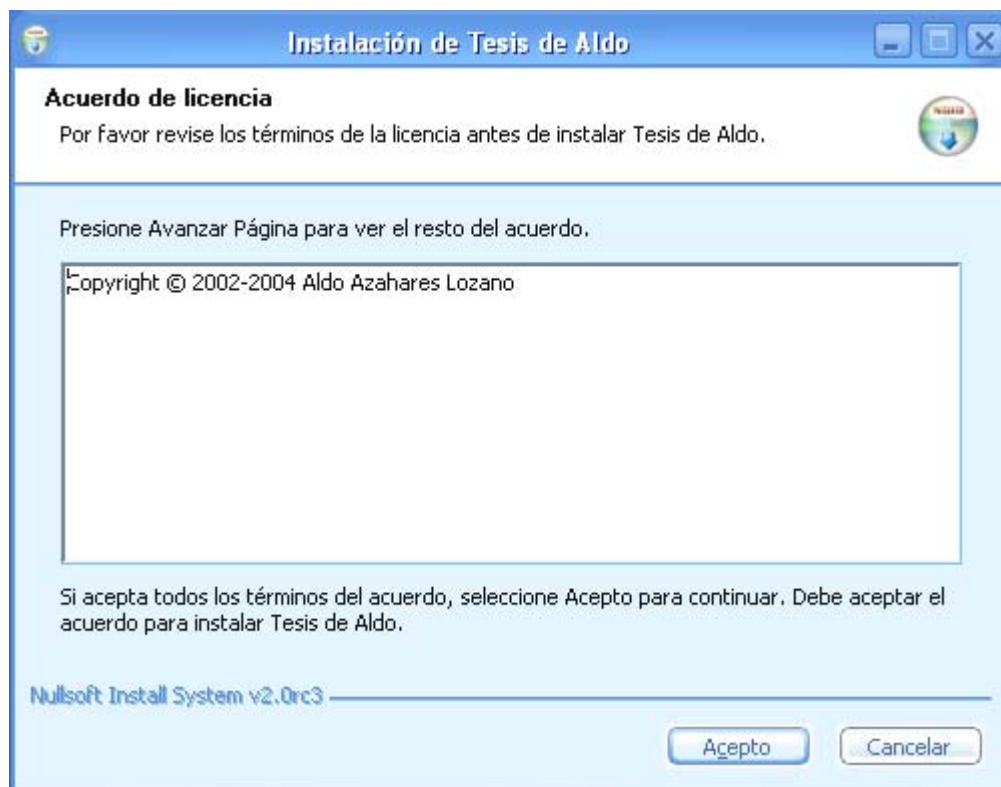 Instalación de Tesis de Aldo
Acuerdo de licencia
Por favor revise los términos de la licencia antes de instalar Tesis de Aldo.
Presione Avanzar Página para ver el resto del acuerdo.
Copyright © 2002-2004 Aldo Azahares Lozano
Si acepta todos los términos del acuerdo, seleccione Acepto para continuar. Debe aceptar el
acuerdo para instalar Tesis de Aldo.
Nullsoft Install System v2.0rc3
Acepto
Cancelar